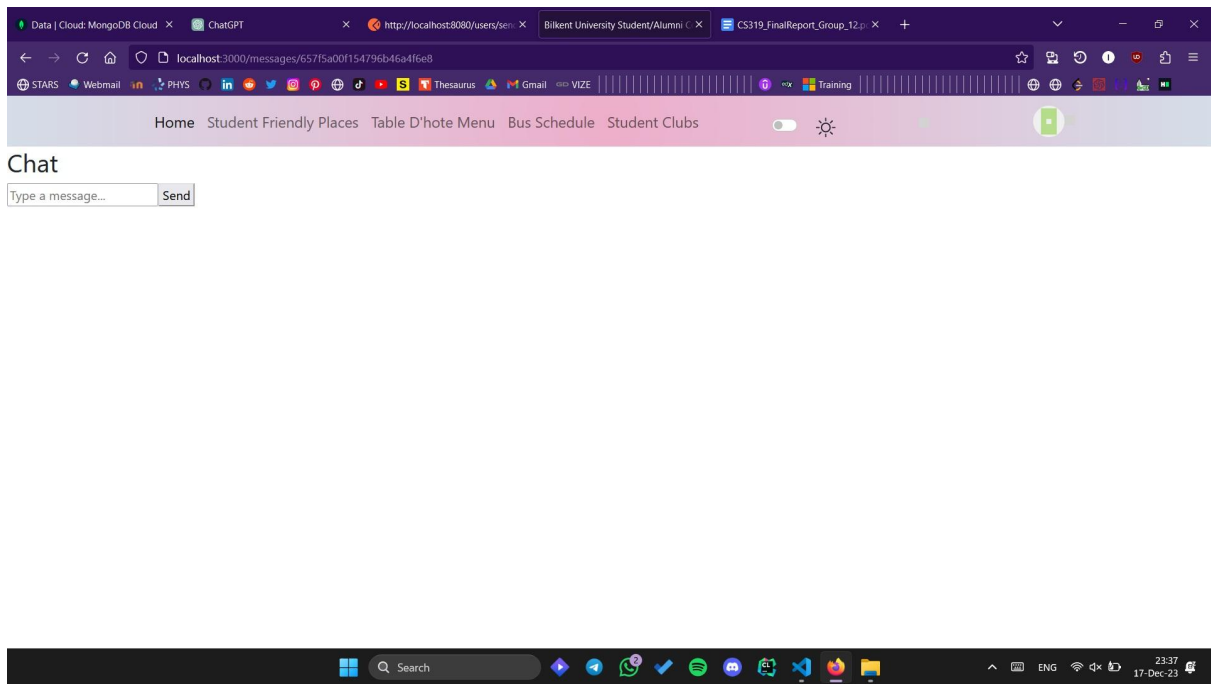 Data | Cloud: MongoDB Cloud
ChatGPT
http://localhost:8080/users/sen
Bilkent University Student/Alumni
CS319_FinalReport_Group_12.p
localhost:3000/messages/657f5a00f154796b46a4f6e8
STARS Webmail PHYS Thesaurus Gmail VIZE Training
Home Student Friendly Places Table D'hote Menu Bus Schedule Student Clubs
Chat
Type a message... Send
Search
2
ENG
23:37
17-Dec-23